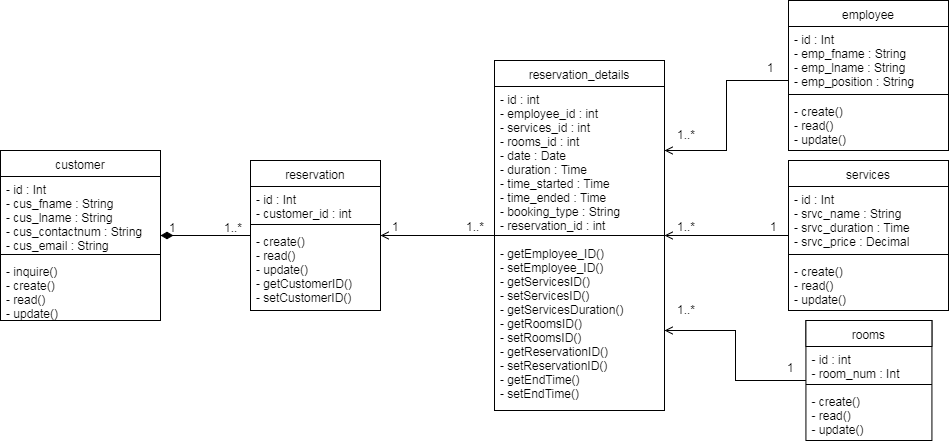 customer
- id : Int
- cus_fname : String
- cus_lname : String
- cus_contactnum : String
- cus_email : String
- inquire()
- create()
- read()
- update()
1
1..*
reservation
- id : Int
- customer_id : int
- create()
- read()
- update()
- getCustomerID()
- setCustomerID()
1
1..*
reservation_details
- id : int
- employee_id : int
- services_id : int
- rooms_id : int
- date : Date
- duration : Time
- time_started : Time
- time_ended : Time
- booking_type : String
- reservation_id : int
- getEmployee_ID()
- setEmployee_ID()
- getServicesID()
- setServicesID()
- getServicesDuration()
- getRoomsID()
- setRoomsID()
- getReservationID()
- setReservationID()
- getEndTime()
- setEndTime()
1..*
1
employee
- id : Int
- emp_fname : String
- emp_lname : String
- emp_position : String
- create()
- read()
- update()
1..*
1
services
- id : Int
- srvc_name : String
- srvc_duration : Time
- srvc_price : Decimal
- create()
- read()
- update()
1..*
1
rooms
- id : int
- room_num : Int
- create()
- read()
- update()